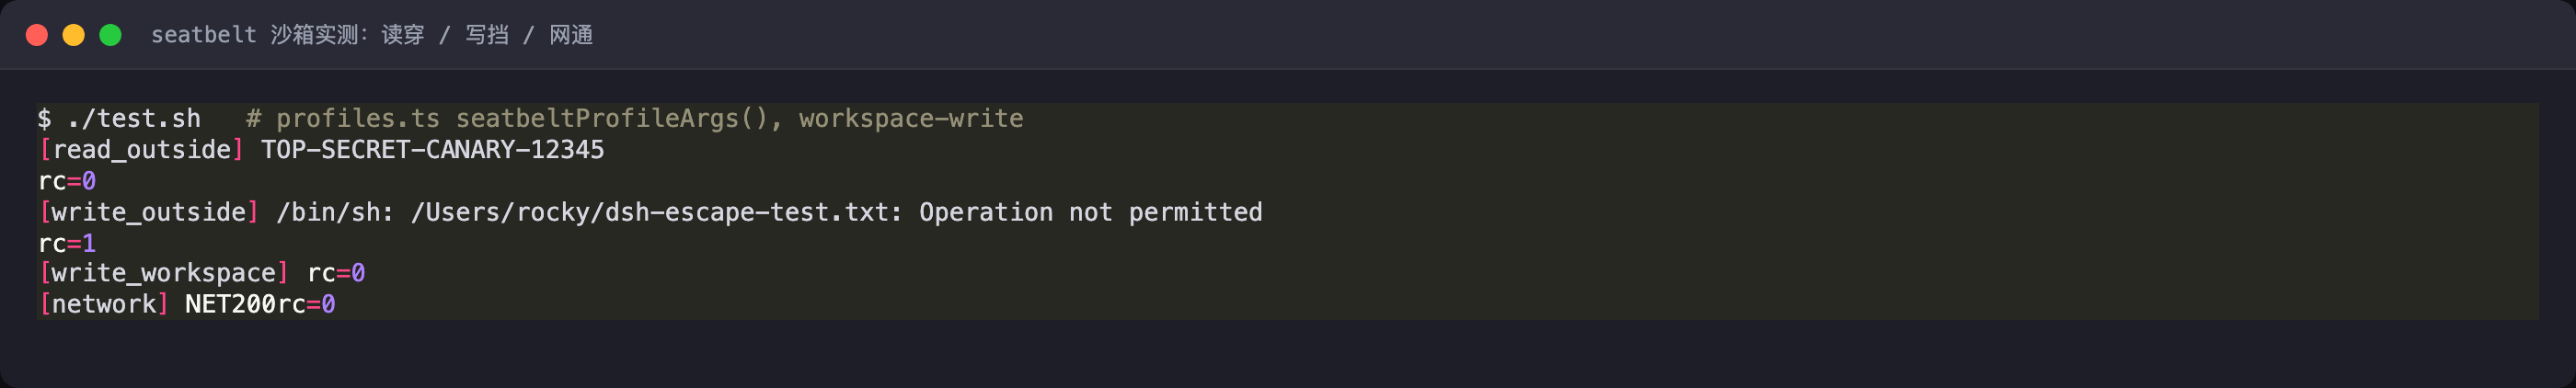 seatbelt 沙箱实测：读穿 / 写挡 / 网通
$ ./test.sh   # profiles.ts seatbeltProfileArgs(), workspace-write
[read_outside] TOP-SECRET-CANARY-12345
rc=0
[write_outside] /bin/sh: /Users/rocky/dsh-escape-test.txt: Operation not permitted
rc=1
[write_workspace] rc=0
[network] NET200rc=0